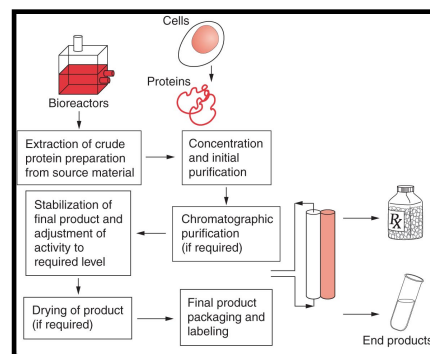 Cells
Proteins
Bioreactors
Extraction of crude
protein preparation
from source material
Concentration
and initial
purification
Stabilization of
final product and
adjustment of
activity to
required level
Chromatographic
purification
(if required)
Rx
Drying of product
(if required)
Final product
packaging and
labeling
End products